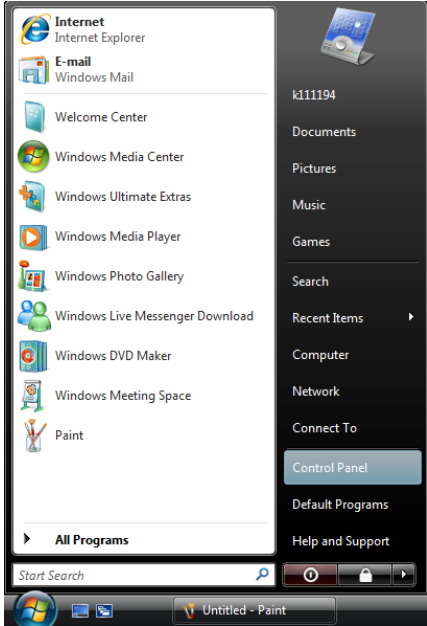 Internet
Internet Explorer
E-mail
Windows Mail
Welcome Center
Windows Media Center
Windows Ultimate Extras
Windows Media Player
Windows Photo Gallery
Windows Live Messenger Download
Windows DVD Maker
Windows Meeting Space
Paint
All Programs
Start Search
k111194
Documents
Pictures
Music
Games
Search
Recent Items
Computer
Network
Connect To
Control Panel
Default Programs
Help and Support
Untitled - Paint